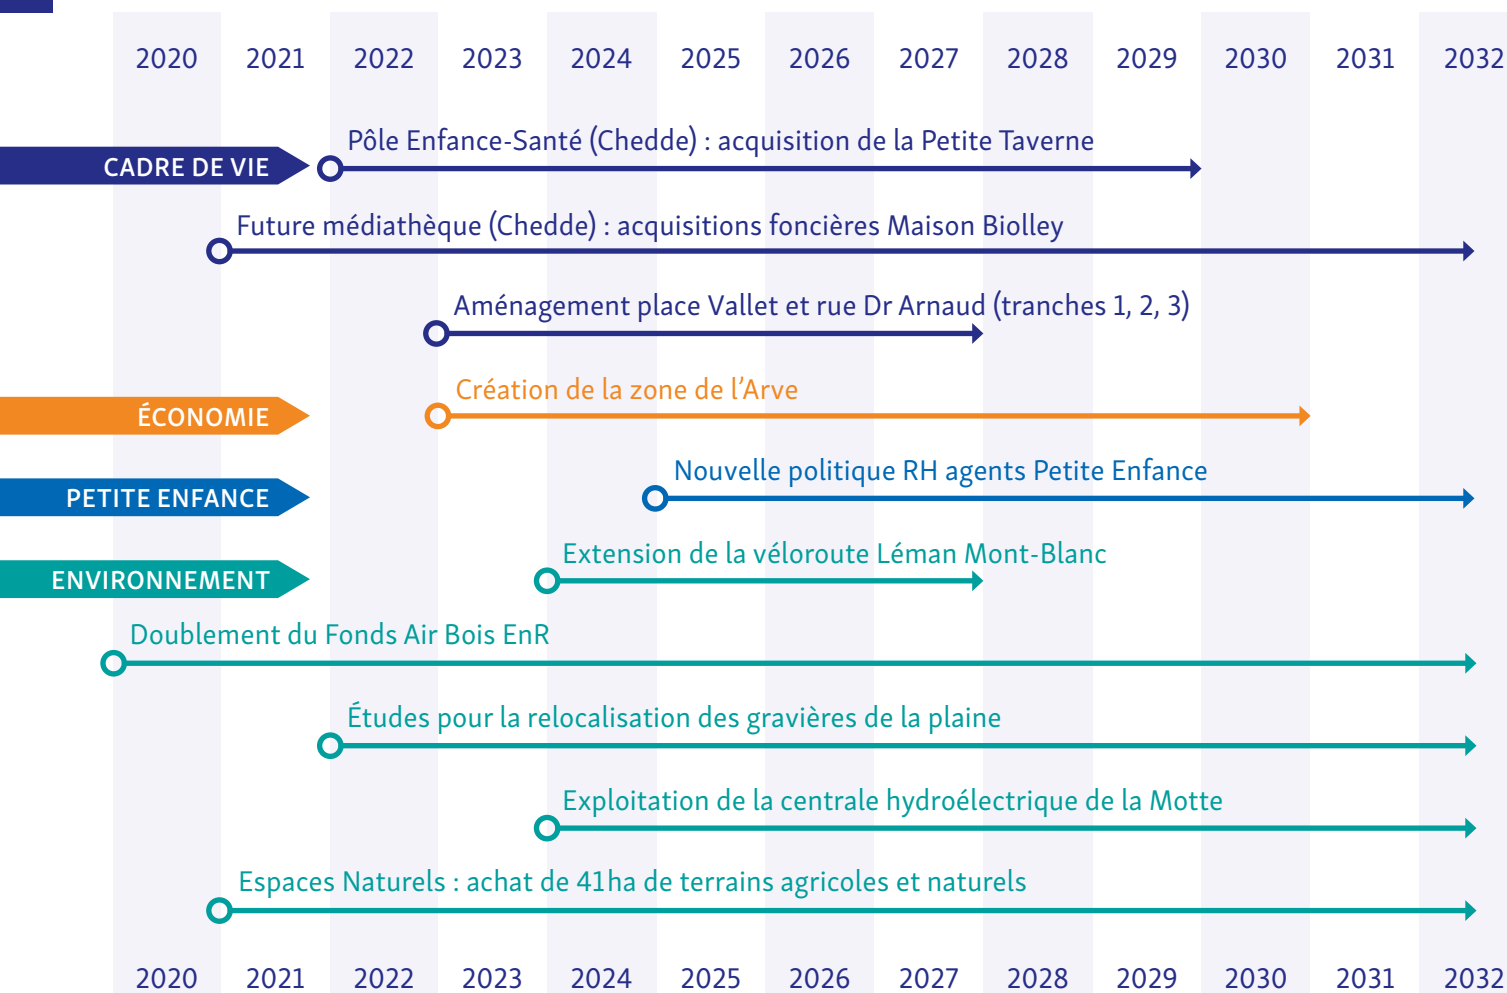 2020 2021 2022 2023 2024 2025 2026 2027 2028 2029 2030 2031 2032
Pôle Enfance-Santé (Chedde) : acquisition de la Petite Taverne
CADRE DE VIE
Future médiathèque (Chedde) : acquisitions foncières Maison Biolley
Aménagement place Vallet et rue Dr Arnaud (tranches 1, 2, 3)
Création de la zone de l’Arve
ÉCONOMIE
Nouvelle politique RH agents Petite Enfance
PETITE ENFANCE
Extension de la véloroute Léman Mont-Blanc
ENVIRONNEMENT
Doublement du Fonds Air Bois EnR
Études pour la relocalisation des gravières de la plaine
Exploitation de la centrale hydroélectrique de la Motte
Espaces Naturels : achat de 41ha de terrains agricoles et naturels
2020 2021 2022 2023 2024 2025 2026 2027 2028 2029 2030 2031 2032